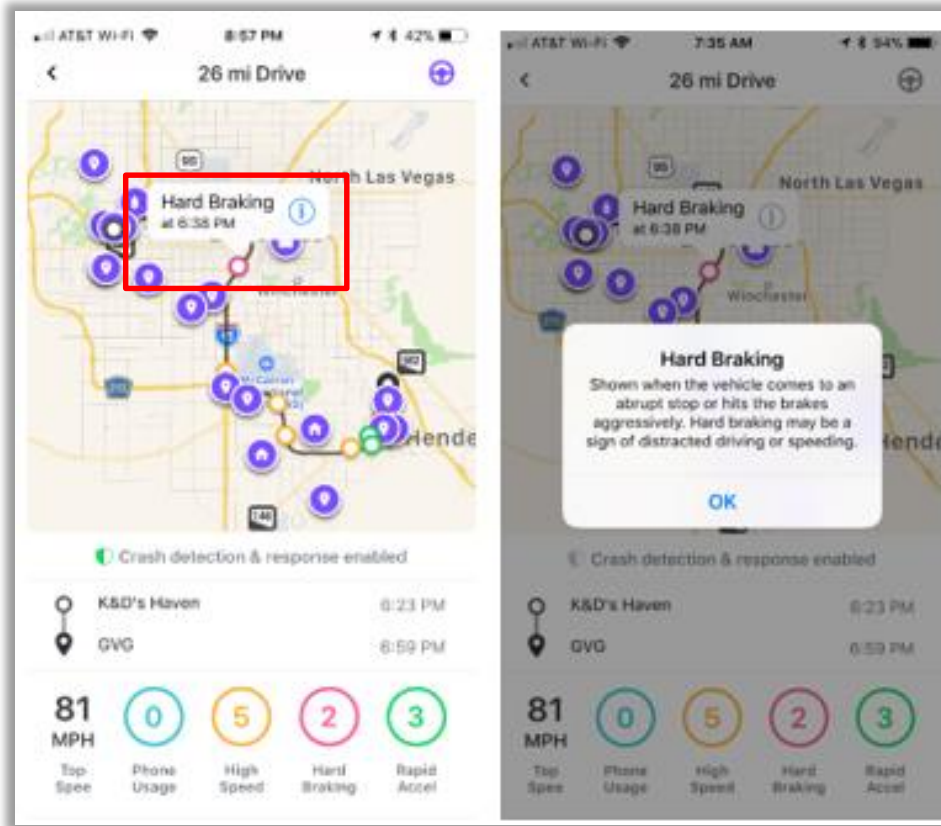 AT&T Wi-Fi 8:57 PM 42%
26 mi Drive
95
North Las Vegas
Hard Braking
at 6:38 PM
Winchester
Hende
146
Crash detection & response enabled
K&D's Haven 6:23 PM
GVG 6:59 PM
81 0 5 2 3
MPH
Top Phone High Hard Rapid
Spee Usage Speed Braking Accel
AT&T Wi-Fi 7:35 AM 94%
26 mi Drive
95
North Las Vegas
Hard Braking
at 6:38 PM
Winchester
Hard Braking
Shown when the vehicle comes to an
abrupt stop or hits the brakes
aggressively. Hard braking may be a
sign of distracted driving or speeding.
Hende
OK
Crash detection & response enabled
K&D's Haven 6:23 PM
GVG 6:59 PM
81 0 5 2 3
MPH
Top Phone High Hard Rapid
Spee Usage Speed Braking Accel